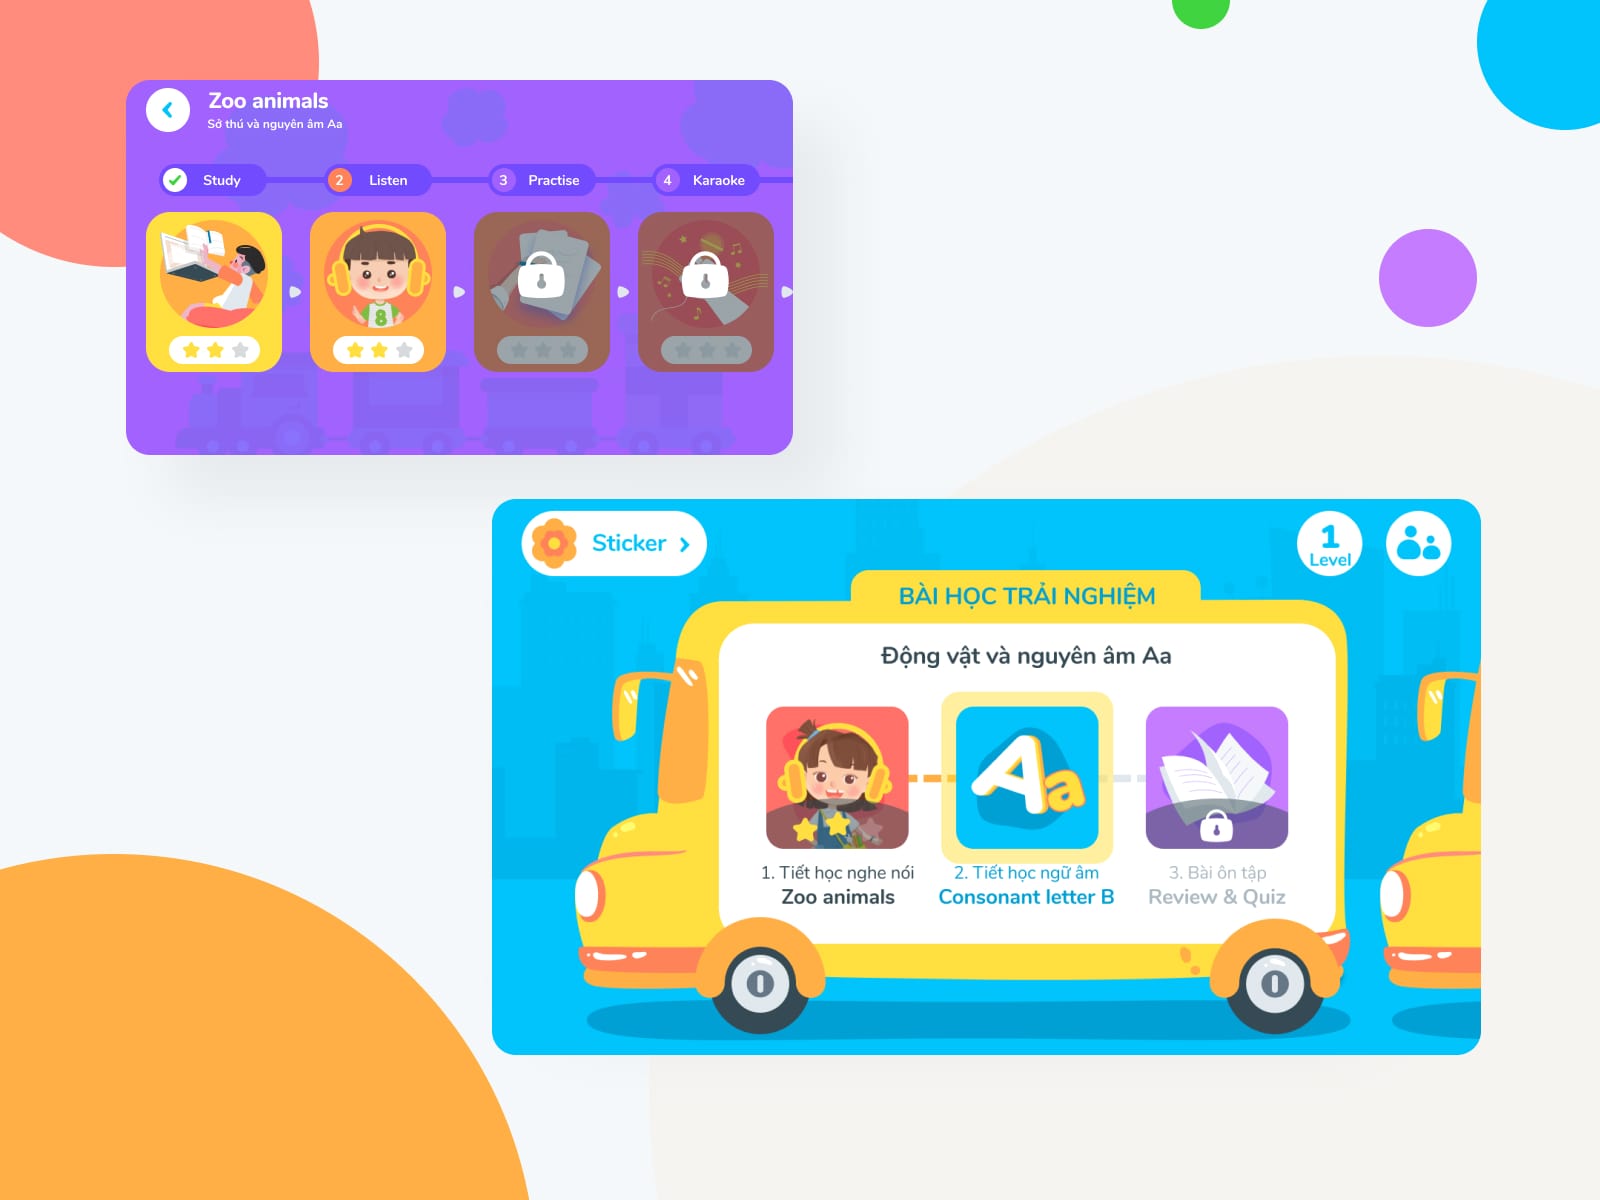 Zoo animals
Sở thú và nguyên âm Aa
Study
2 Listen
3 Practise
4 Karaoke
8
Sticker
1
Level
BÀI HỌC TRẢI NGHIỆM
Động vật và nguyên âm Aa
Aa
1. Tiết học nghe nói
Zoo animals
2. Tiết học ngữ âm
Consonant letter B
3. Bài ôn tập
Review & Quiz